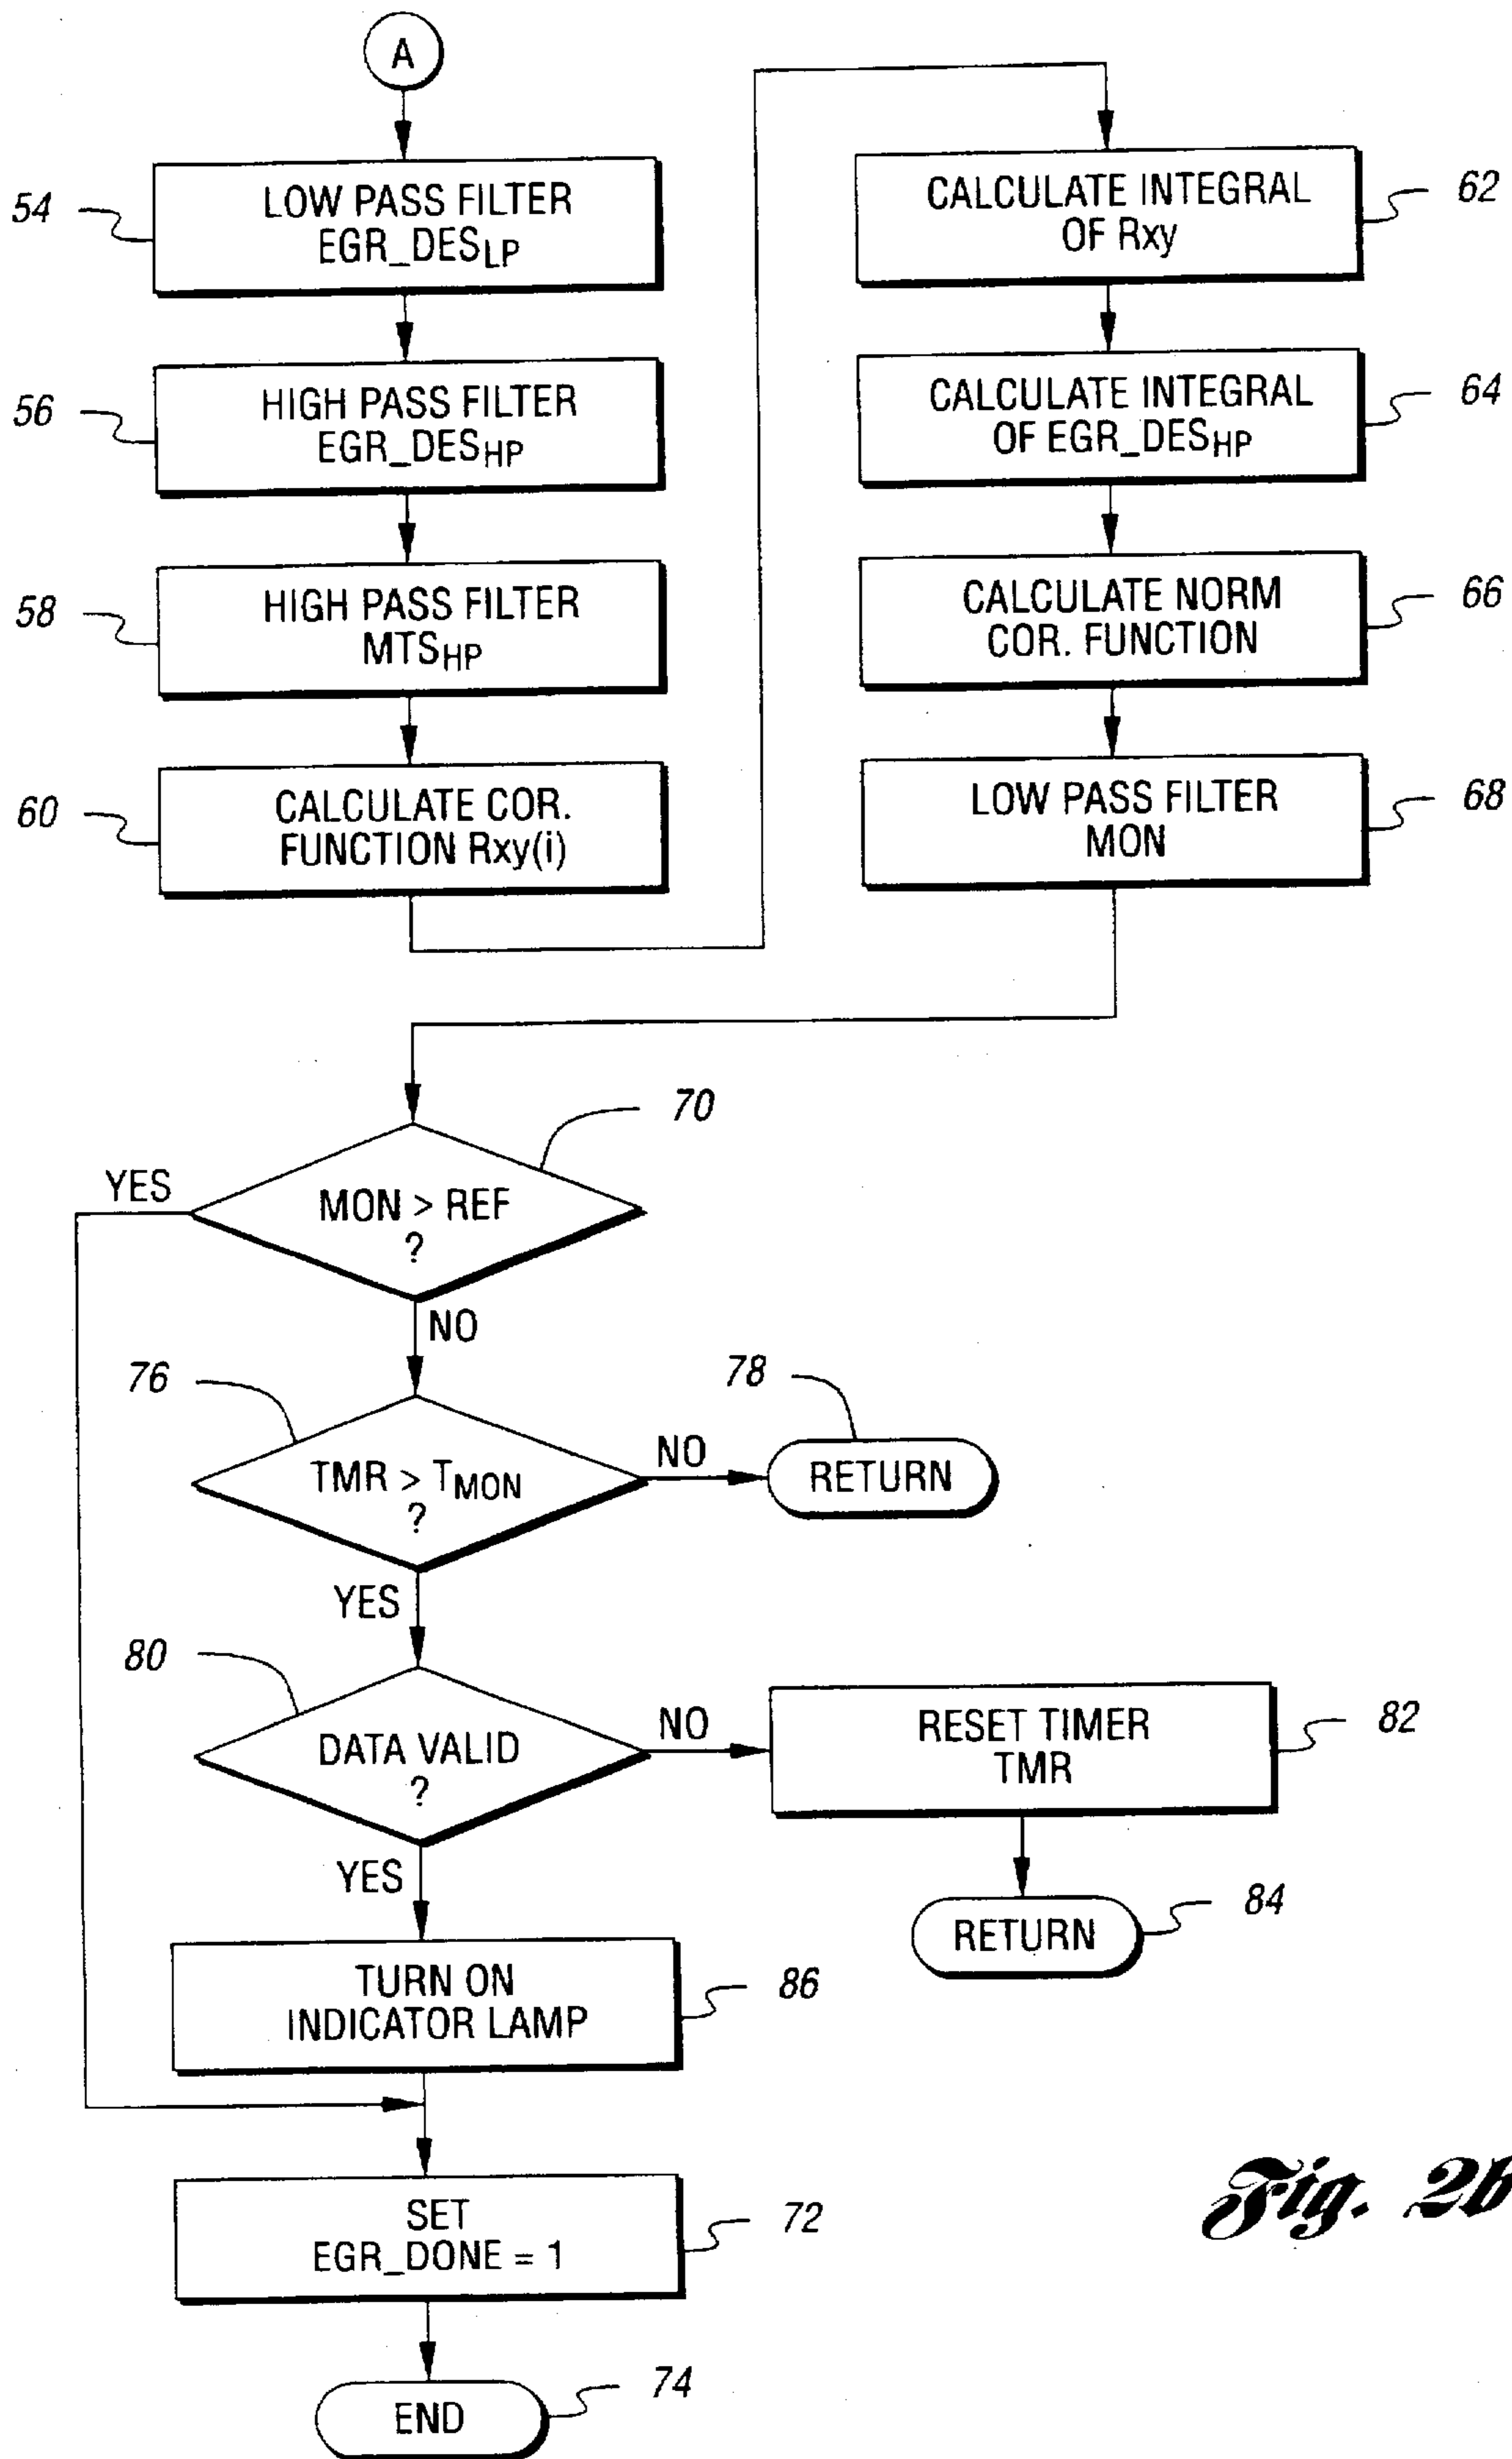 A
54
LOW PASS FILTER
EGR_DESLP
56
HIGH PASS FILTER
EGR_DESHP
58
HIGH PASS FILTER
MTSHP
60
CALCULATE COR.
FUNCTION Rxy(i)
CALCULATE INTEGRAL
OF Rxy
62
CALCULATE INTEGRAL
OF EGR_DESHP
64
CALCULATE NORM
COR. FUNCTION
66
LOW PASS FILTER
MON
68
70
YES
MON > REF
?
NO
76
TMR > TMON
?
NO
78
RETURN
YES
80
DATA VALID
?
NO
RESET TIMER
TMR
82
RETURN
84
YES
TURN ON
INDICATOR LAMP
86
SET
EGR_DONE = 1
72
END
74
Fig. 2b